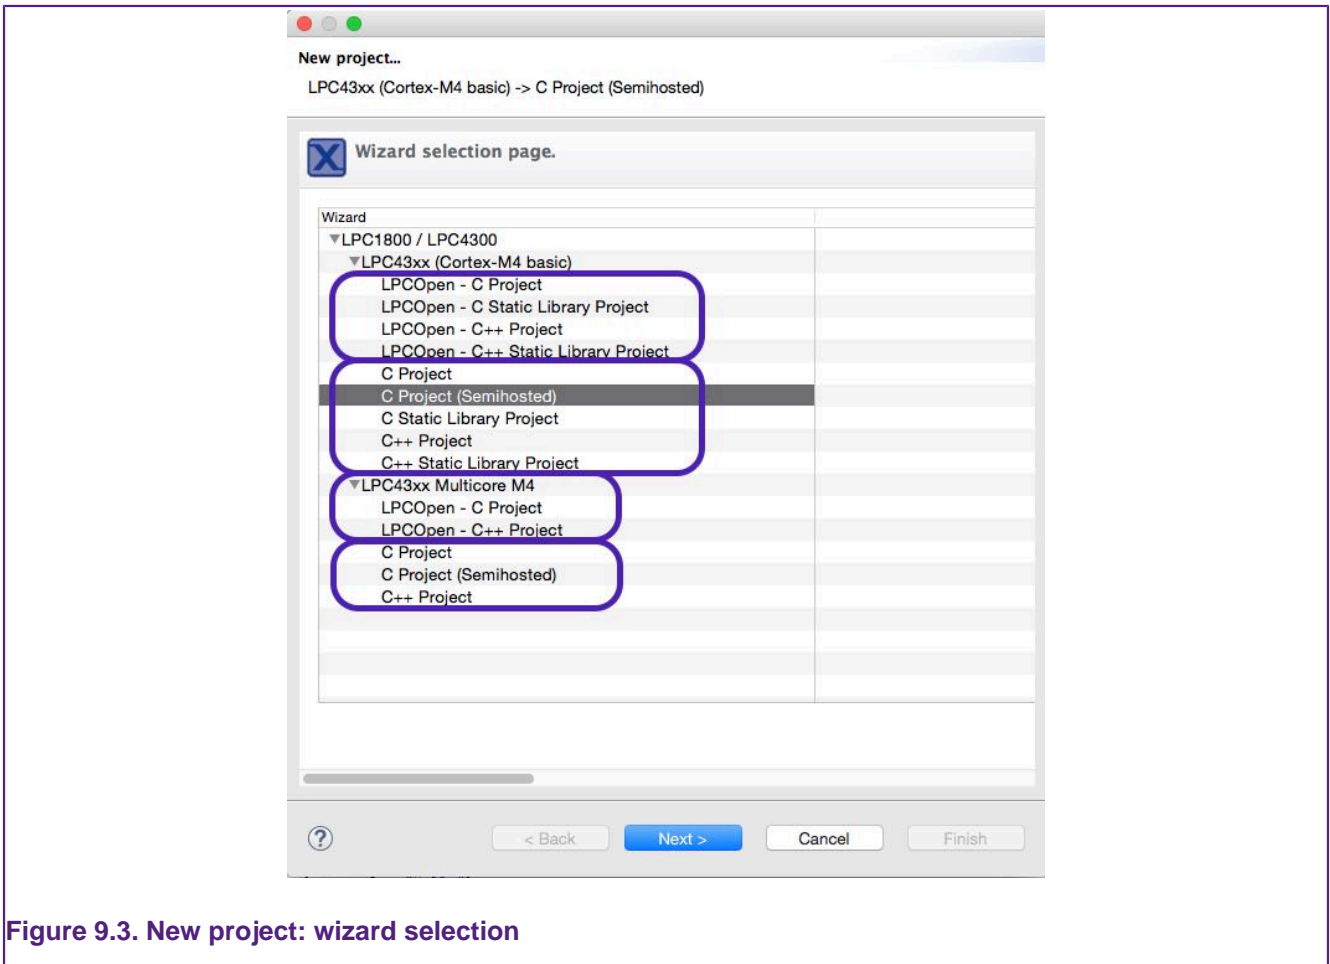 New project...
LPC43xx (Cortex-M4 basic) -> C Project (Semihosted)
Wizard selection page.
Wizard
LPC1800 / LPC4300
LPC43xx (Cortex-M4 basic)
LPCOpen - C Project
LPCOpen - C Static Library Project
LPCOpen - C++ Project
LPCOpen - C++ Static Library Project
C Project
C Project (Semihosted)
C Static Library Project
C++ Project
C++ Static Library Project
LPC43xx Multicore M4
LPCOpen - C Project
LPCOpen - C++ Project
C Project
C Project (Semihosted)
C++ Project
? < Back Next > Cancel Finish
Figure 9.3. New project: wizard selection